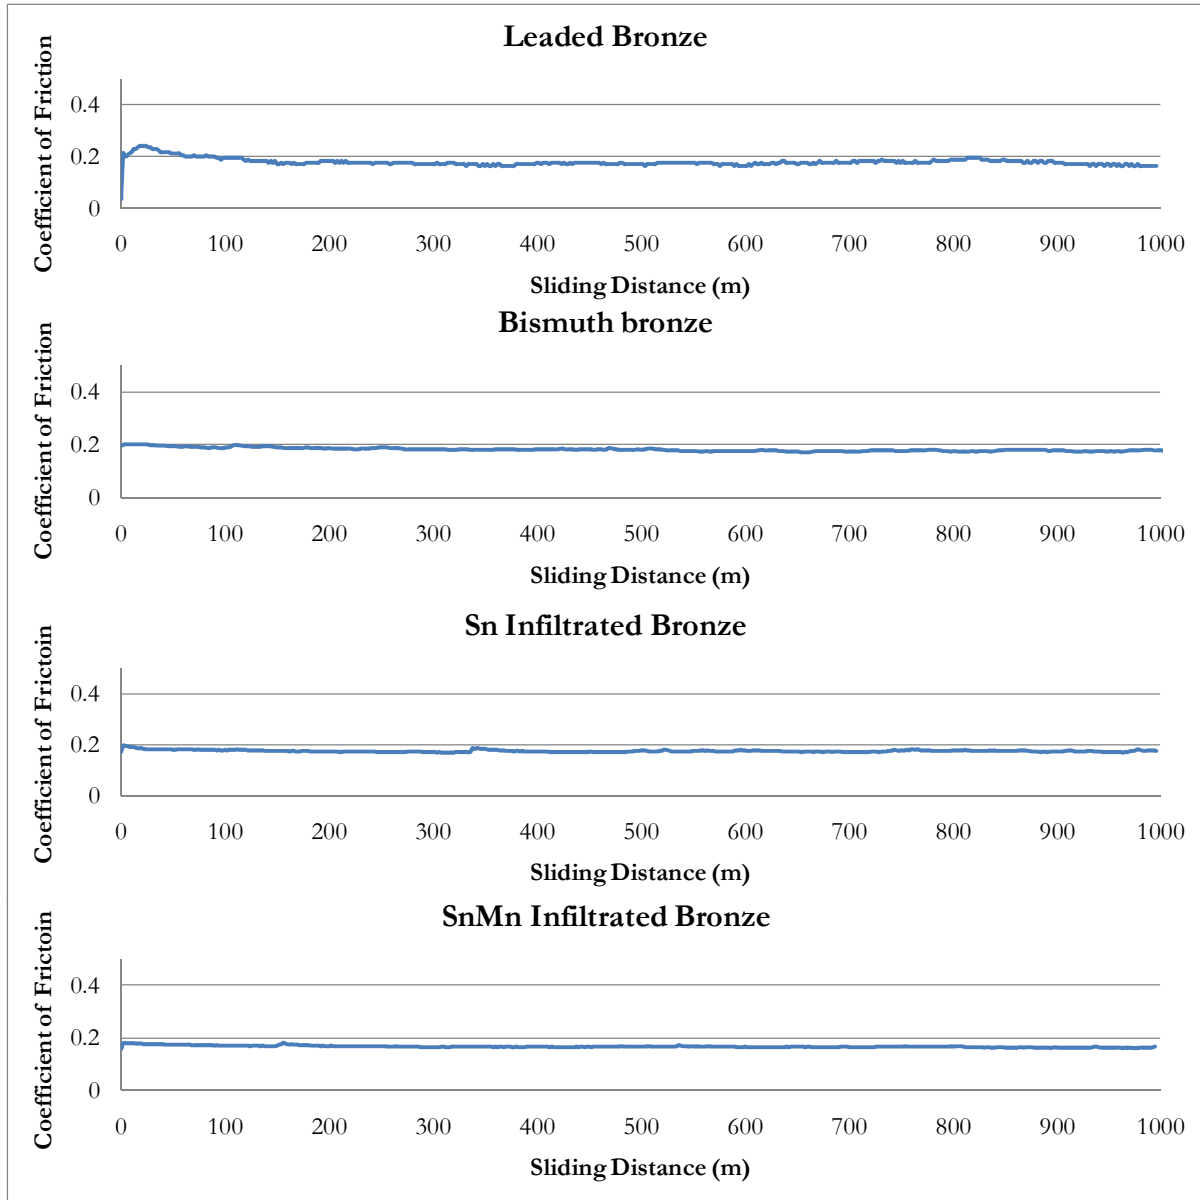 Leaded Bronze
Coefficient of Friction
0.4
0.2
0
0 100 200 300 400 500 600 700 800 900 1000
Sliding Distance (m)
Bismuth bronze
Coefficient of Friction
0.4
0.2
0
0 100 200 300 400 500 600 700 800 900 1000
Sliding Distance (m)
Sn Infiltrated Bronze
Coefficient of Frictoin
0.4
0.2
0
0 100 200 300 400 500 600 700 800 900 1000
Sliding Distance (m)
SnMn Infiltrated Bronze
Coefficient of Frictoin
0.4
0.2
0
0 100 200 300 400 500 600 700 800 900 1000
Sliding Distance (m)